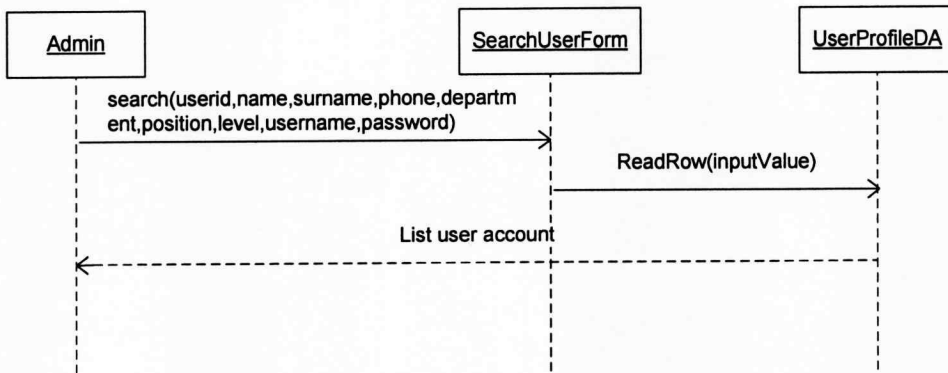 Admin
SearchUserForm
UserProfileDA
search(userid,name,surname,phone,departm
ent,position,level,username,password)
ReadRow(inputValue)
List user account